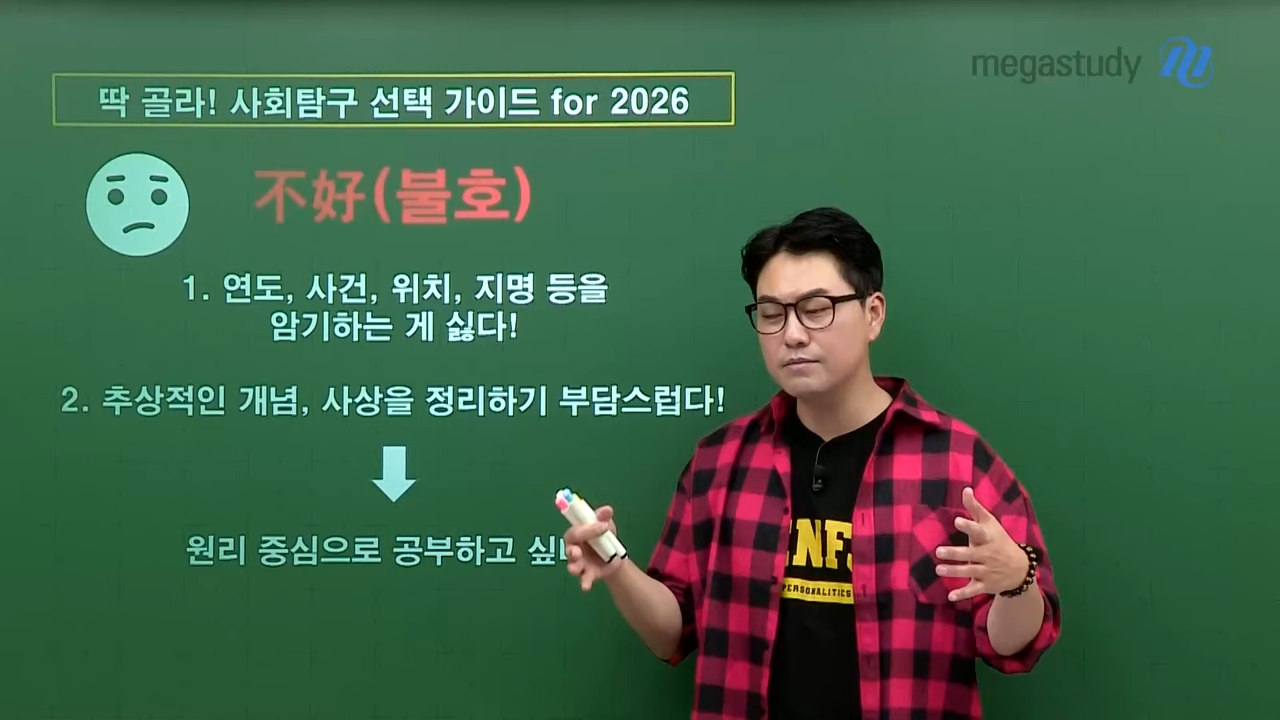 megastudy
딱 골라! 사회탐구 선택 가이드 for 2026
不好(불호)
1. 연도, 사건, 위치, 지명 등을
암기하는 게 싫다!
2. 추상적인 개념, 사상을 정리하기 부담스럽다!
원리 중심으로 공부하고
PERSONALITIES